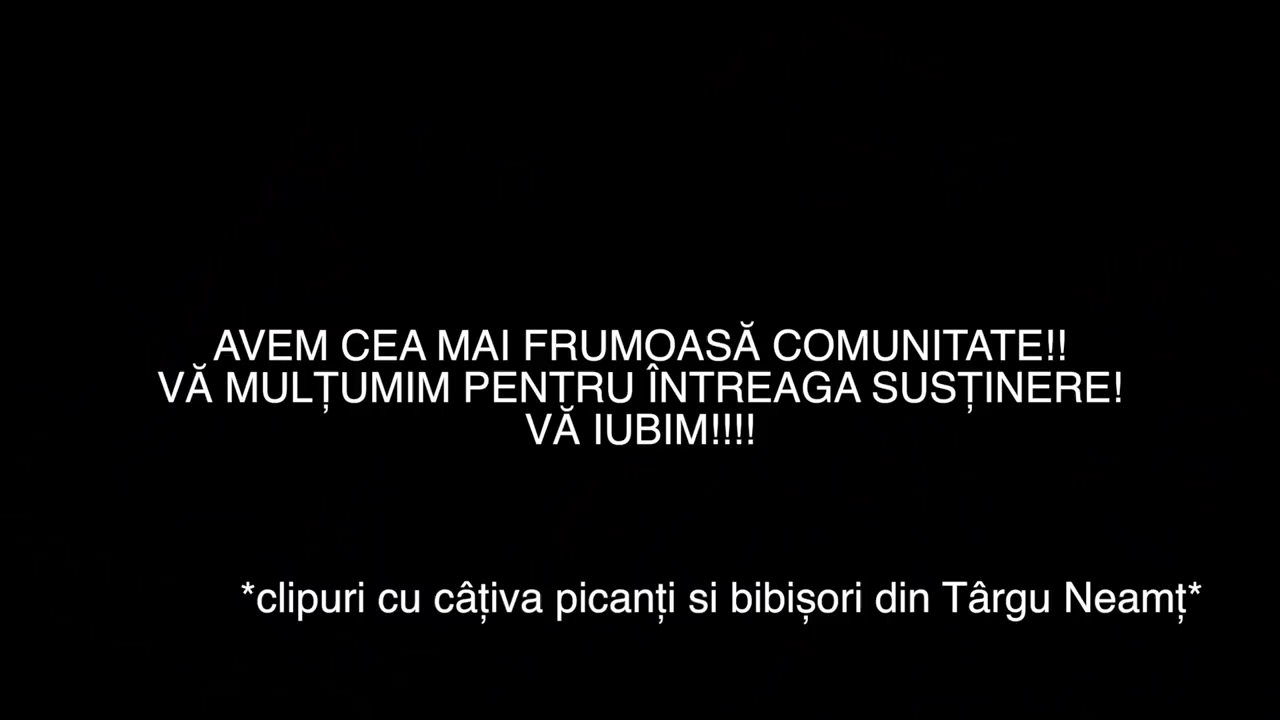 AVEM CEA MAI FRUMOASĂ COMUNITATE!!
VĂ MULȚUMIM PENTRU ÎNTREAGA SUSȚINERE!
VĂ IUBIM!!!!
*clipuri cu câțiva picanți si bibișori din Târgu Neamț*